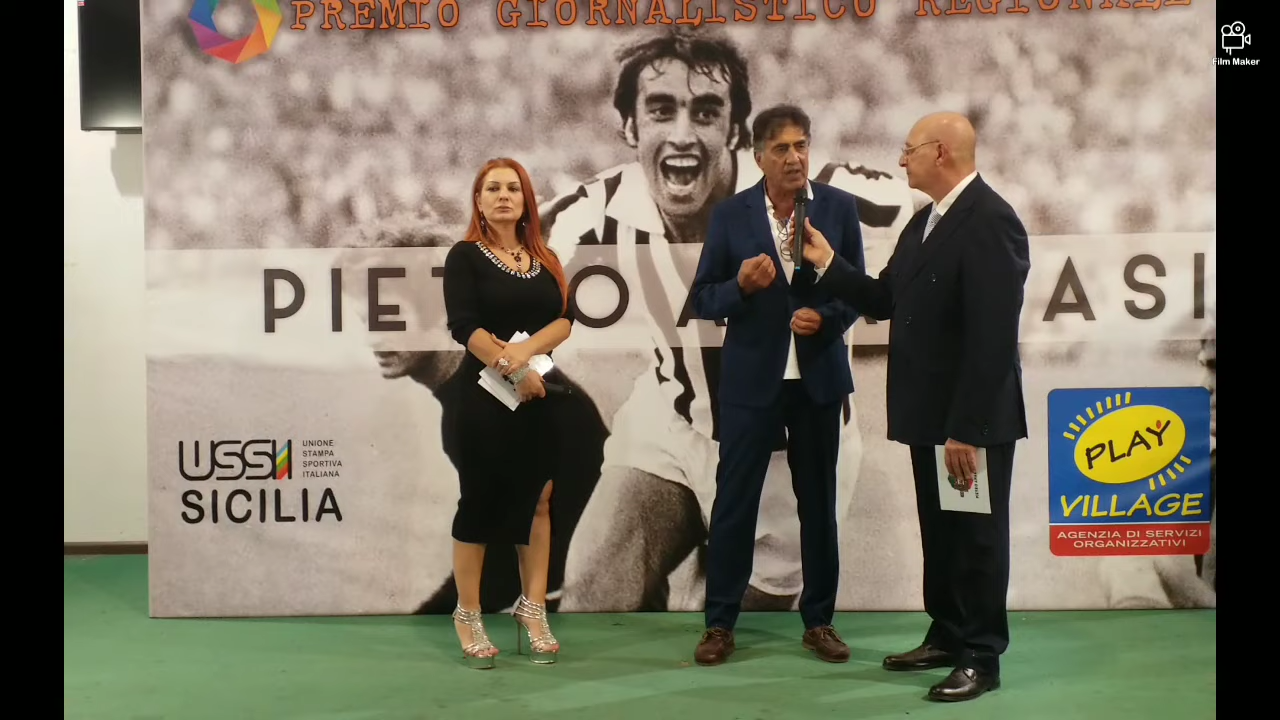 PREMIO GIORNALISTICO REGIONALE
Film Maker
PIET O A ASI
USSI
UNIONE
STAMPA
SPORTIVA
ITALIANA
SICILIA
PLAY
VILLAGE
AGENZIA DI SERVIZI
ORGANIZZATIVI